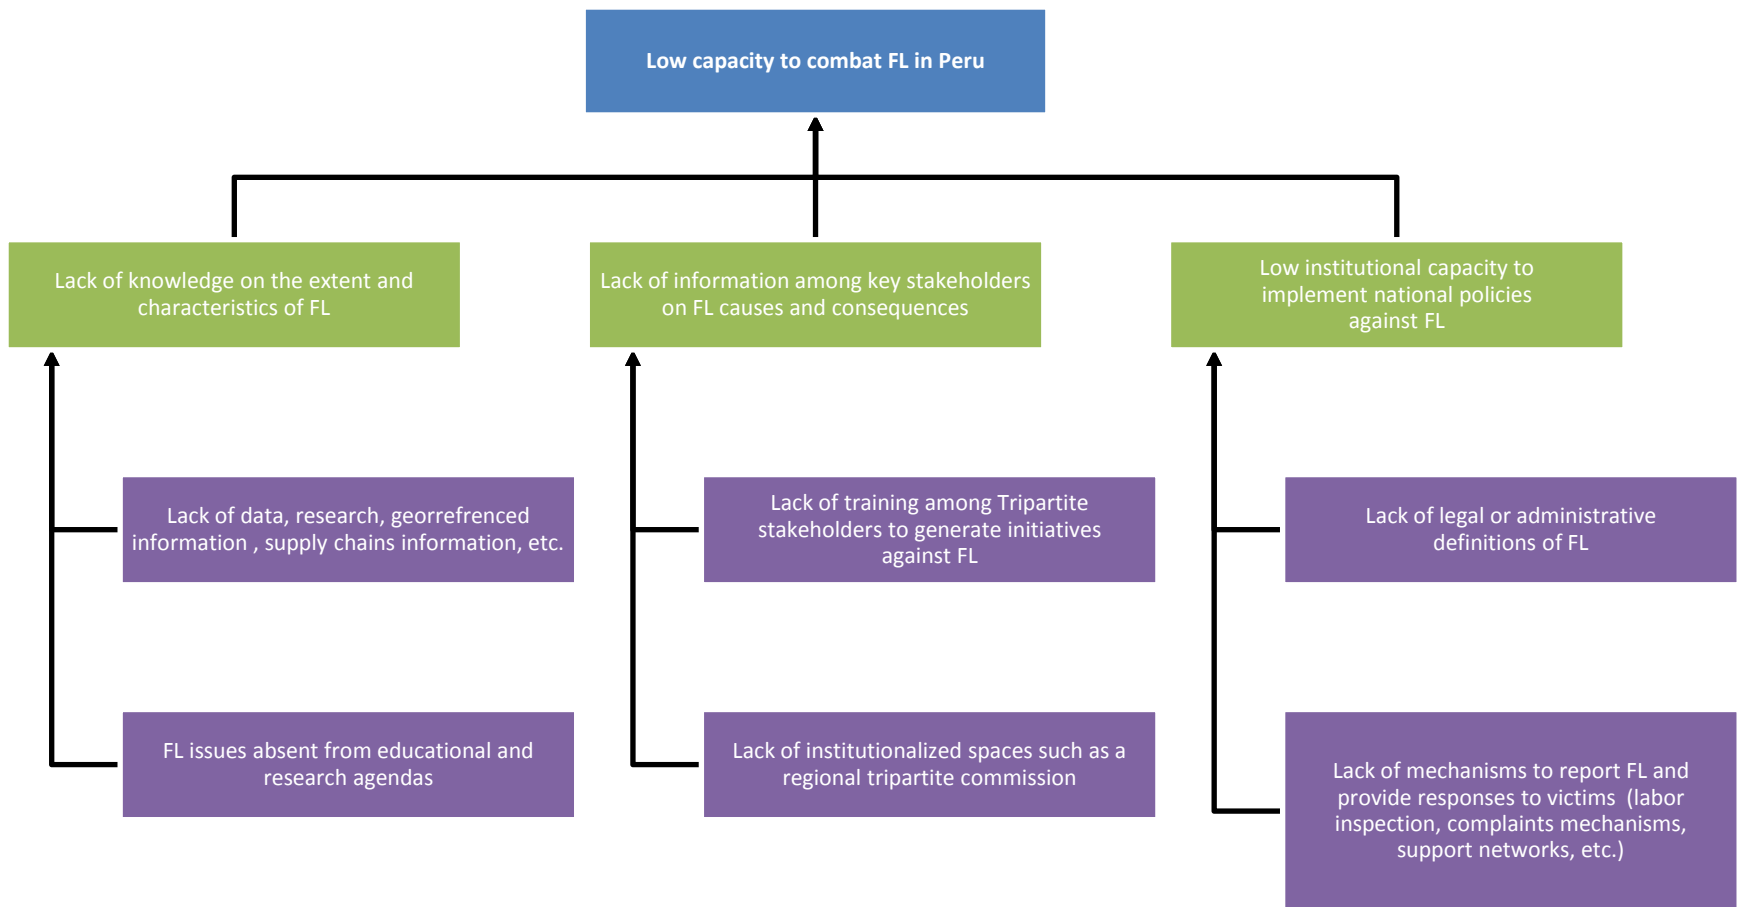 Low capacity to combat FL in Peru
Lack of knowledge on the extent and
characteristics of FL
Lack of information among key stakeholders
on FL causes and consequences
Low institutional capacity to
implement national policies
against FL
Lack of data, research, georrefrenced
information , supply chains information, etc.
Lack of training among Tripartite
stakeholders to generate initiatives
against FL
Lack of legal or administrative
definitions of FL
FL issues absent from educational and
research agendas
Lack of institutionalized spaces such as a
regional tripartite commission
Lack of mechanisms to report FL and
provide responses to victims  (labor
inspection, complaints mechanisms,
support networks, etc.)